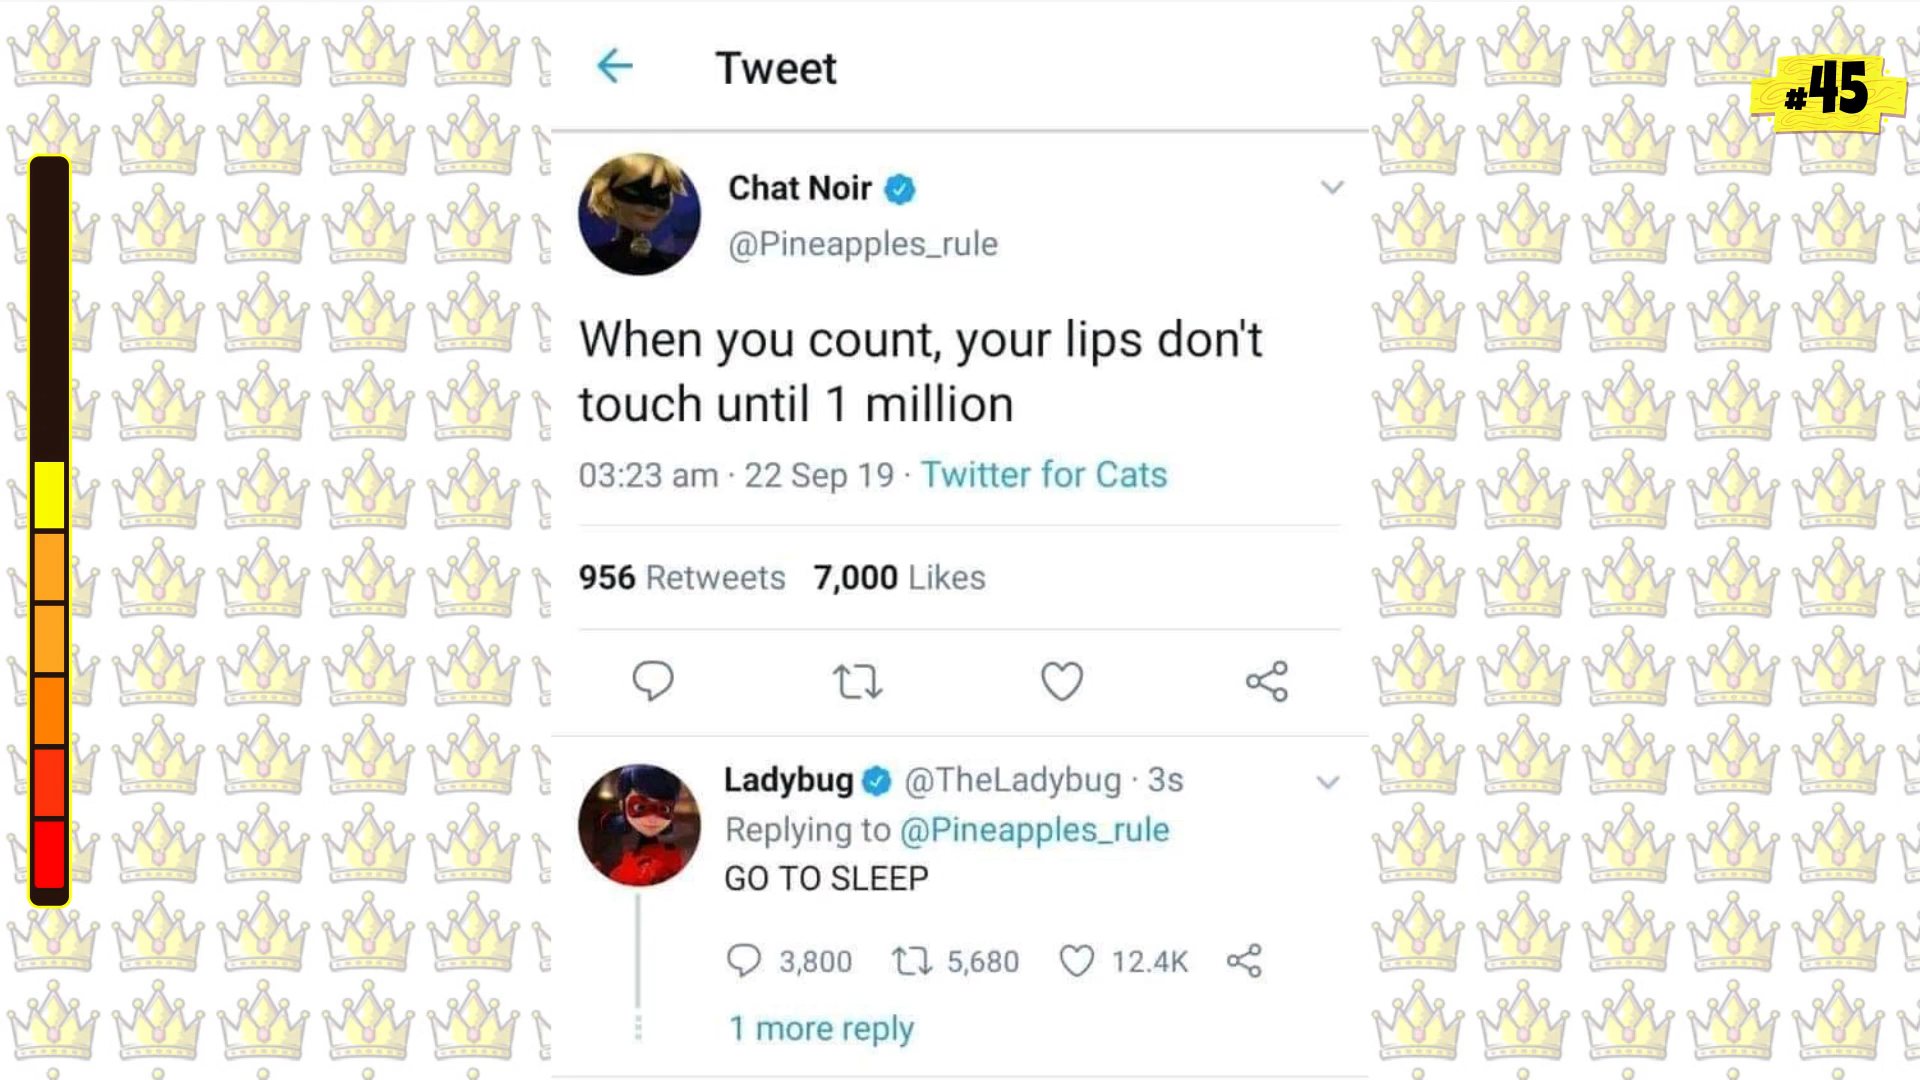 Tweet
#45
Chat Noir
@Pineapples_rule
When you count, your lips don't
touch until 1 million
03:23 am · 22 Sep 19 · Twitter for Cats
956 Retweets 7,000 Likes
Ladybug @TheLadybug · 3s
Replying to @Pineapples_rule
GO TO SLEEP
3,800 5,680 12.4K
1 more reply